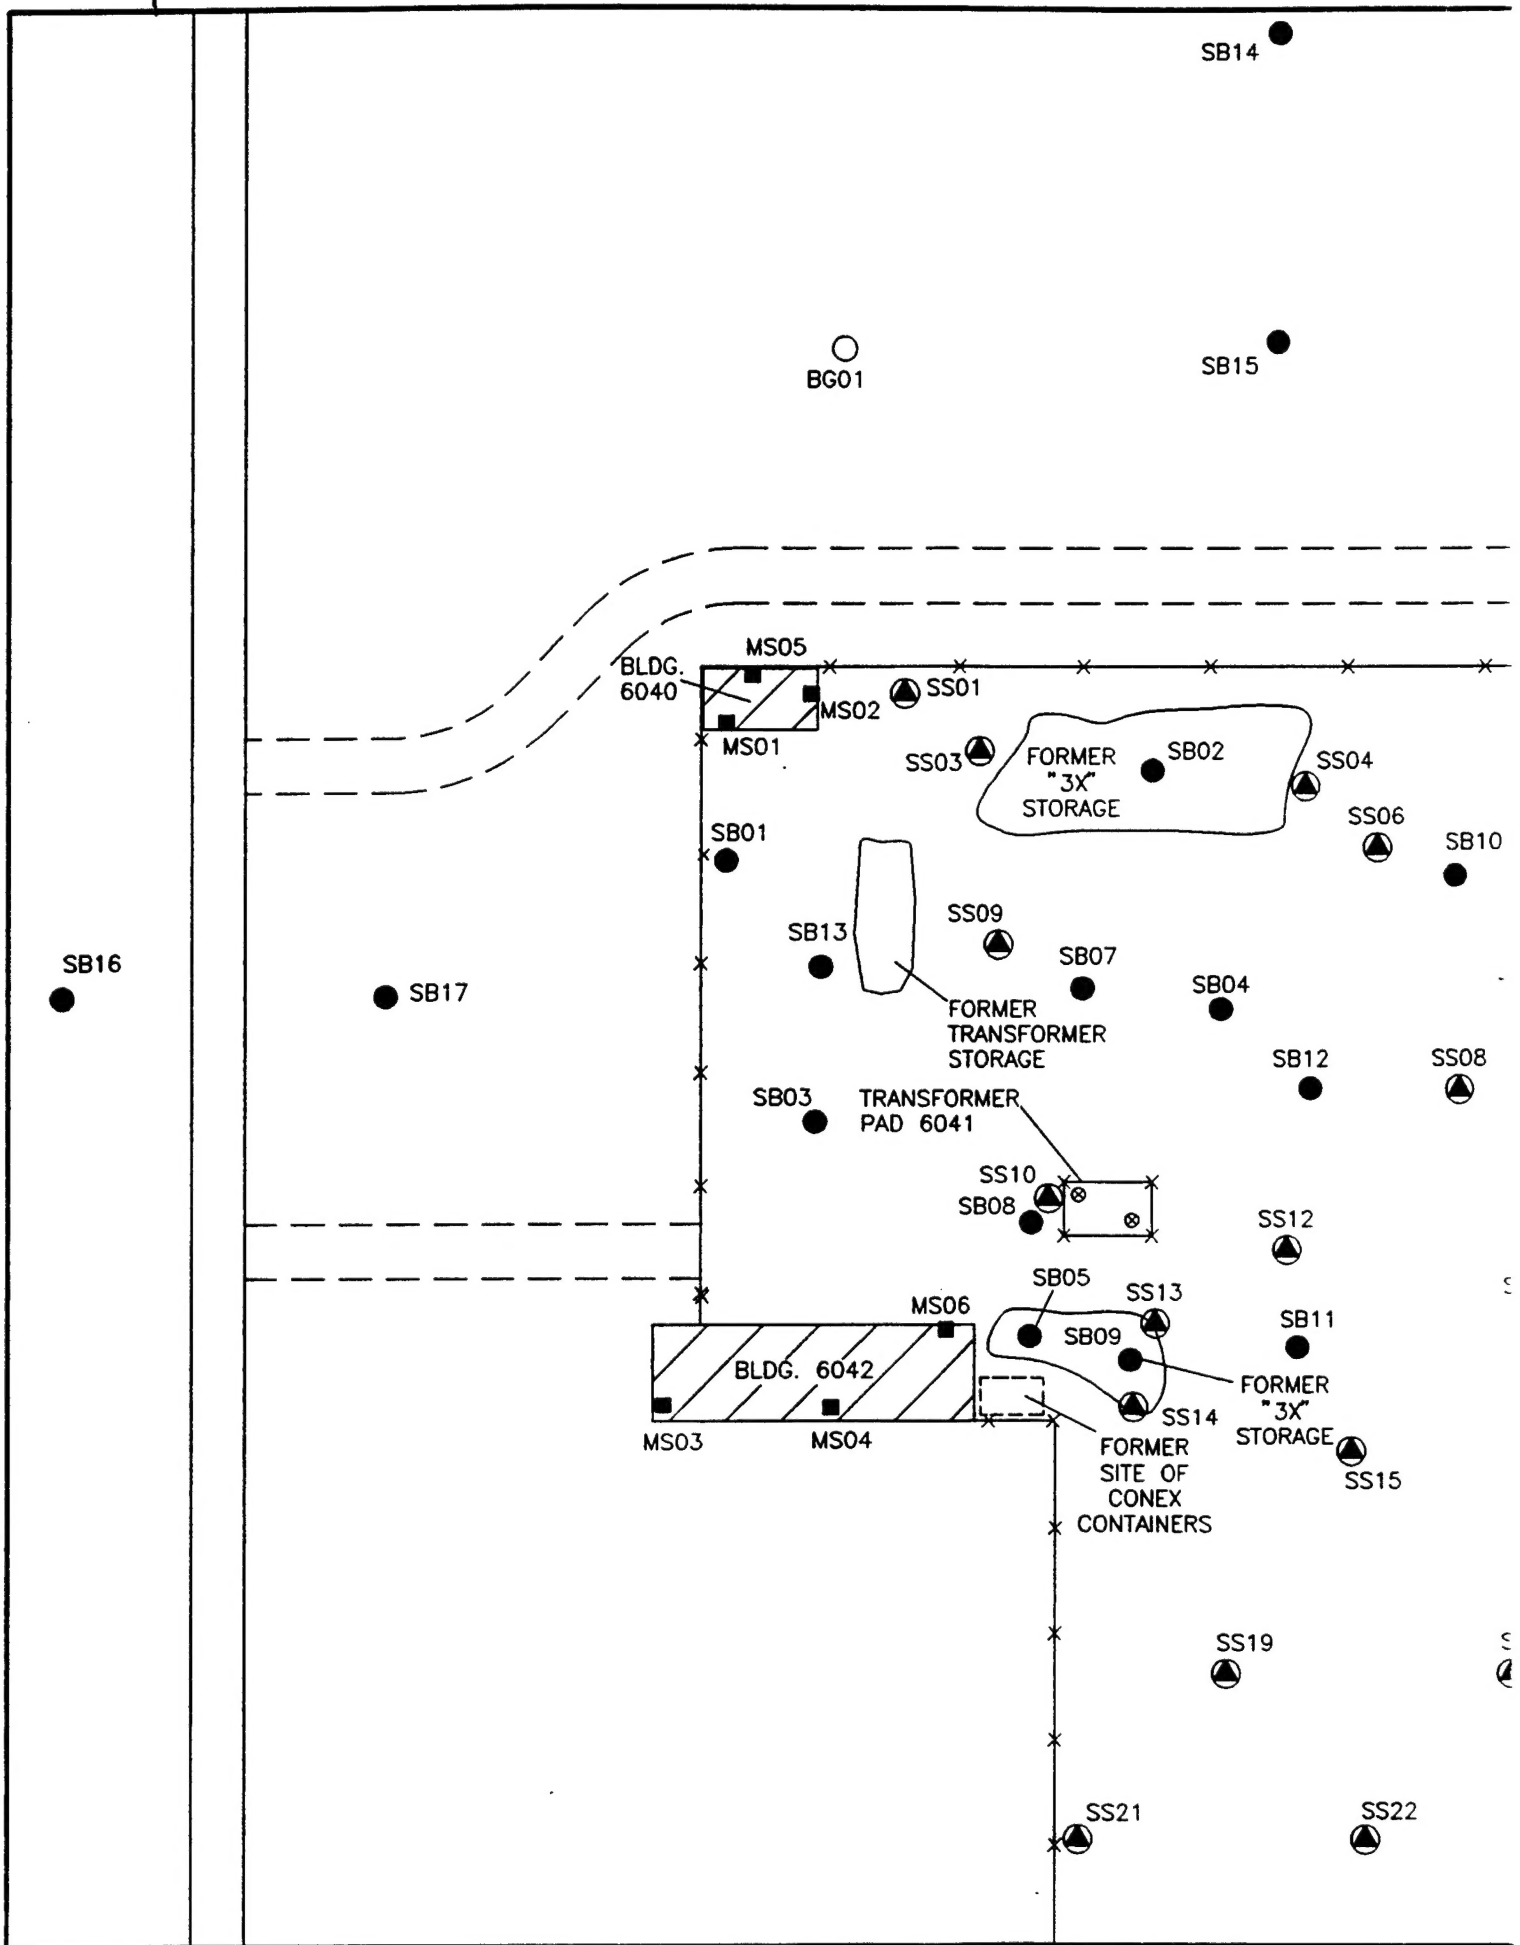 SB14
SB15
BG01
MS05
BLDG.
6040
MS02
SS01
MS01
SS03
FORMER
"3X"
STORAGE
SB02
SS04
SS06
SB10
SB01
SS09
SB13
SB07
SB16
SB17
SB04
FORMER
TRANSFORMER
STORAGE
SB12
SS08
SB03
TRANSFORMER
PAD 6041
SS10
SB08
SS12
SB05
SS13
MS06
SB09
SB11
BLDG. 6042
FORMER
"3X"
STORAGE
SS14
MS03
MS04
FORMER
SITE OF
CONEX
CONTAINERS
SS15
SS19
SS21
SS22